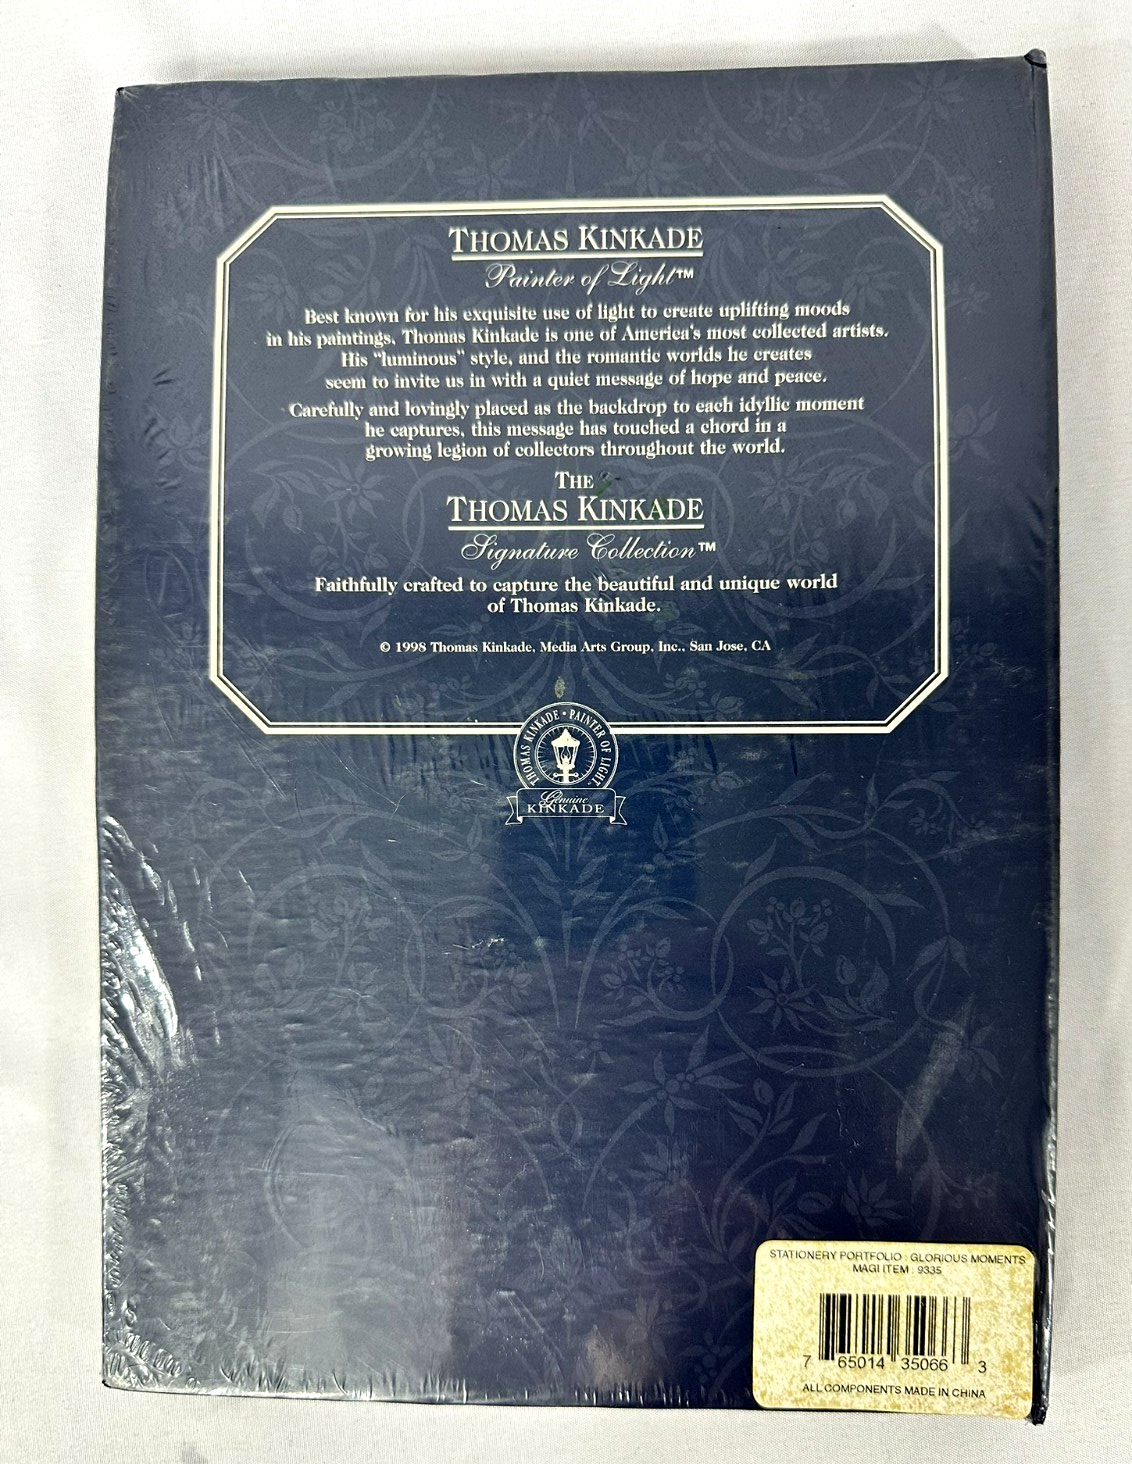 THOMAS KINKADE
Painter of Light™
Best known for his exquisite use of light to create uplifting moods
in his paintings, Thomas Kinkade is one of America's most collected artists.
His "luminous" style, and the romantic worlds he creates
seem to invite us in with a quiet message of hope and peace.
Carefully and lovingly placed as the backdrop to each idyllic moment
he captures, this message has touched a chord in a
growing legion of collectors throughout the world.
THE
THOMAS KINKADE
Signature Collection™
Faithfully crafted to capture the beautiful and unique world
of Thomas Kinkade.
© 1998 Thomas Kinkade, Media Arts Group, Inc., San Jose, CA
THOMAS KINKADE • PAINTER OF LIGHT™
Genuine
KINKADE
STATIONERY PORTFOLIO : GLORIOUS MOMENTS
MAGI ITEM : 9335
7 65014 35066 3
ALL COMPONENTS MADE IN CHINA